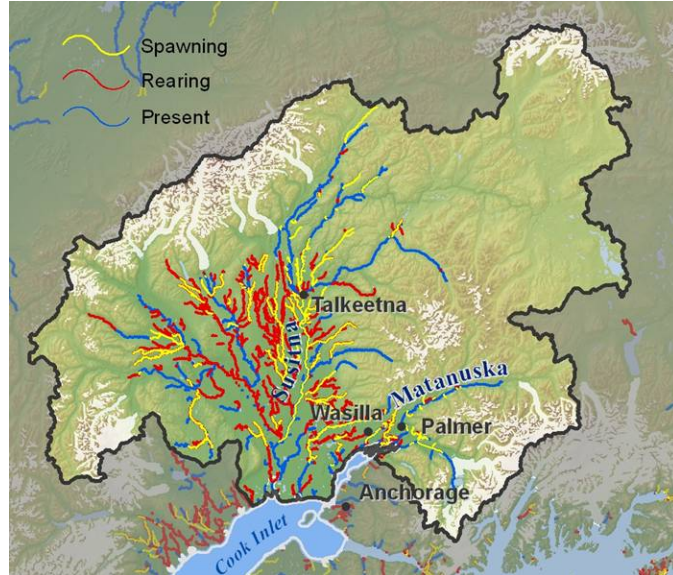 Spawning
Rearing
Present
Talkeetna
Susitna
Matanuska
Wasilla
Palmer
Anchorage
Cook Inlet